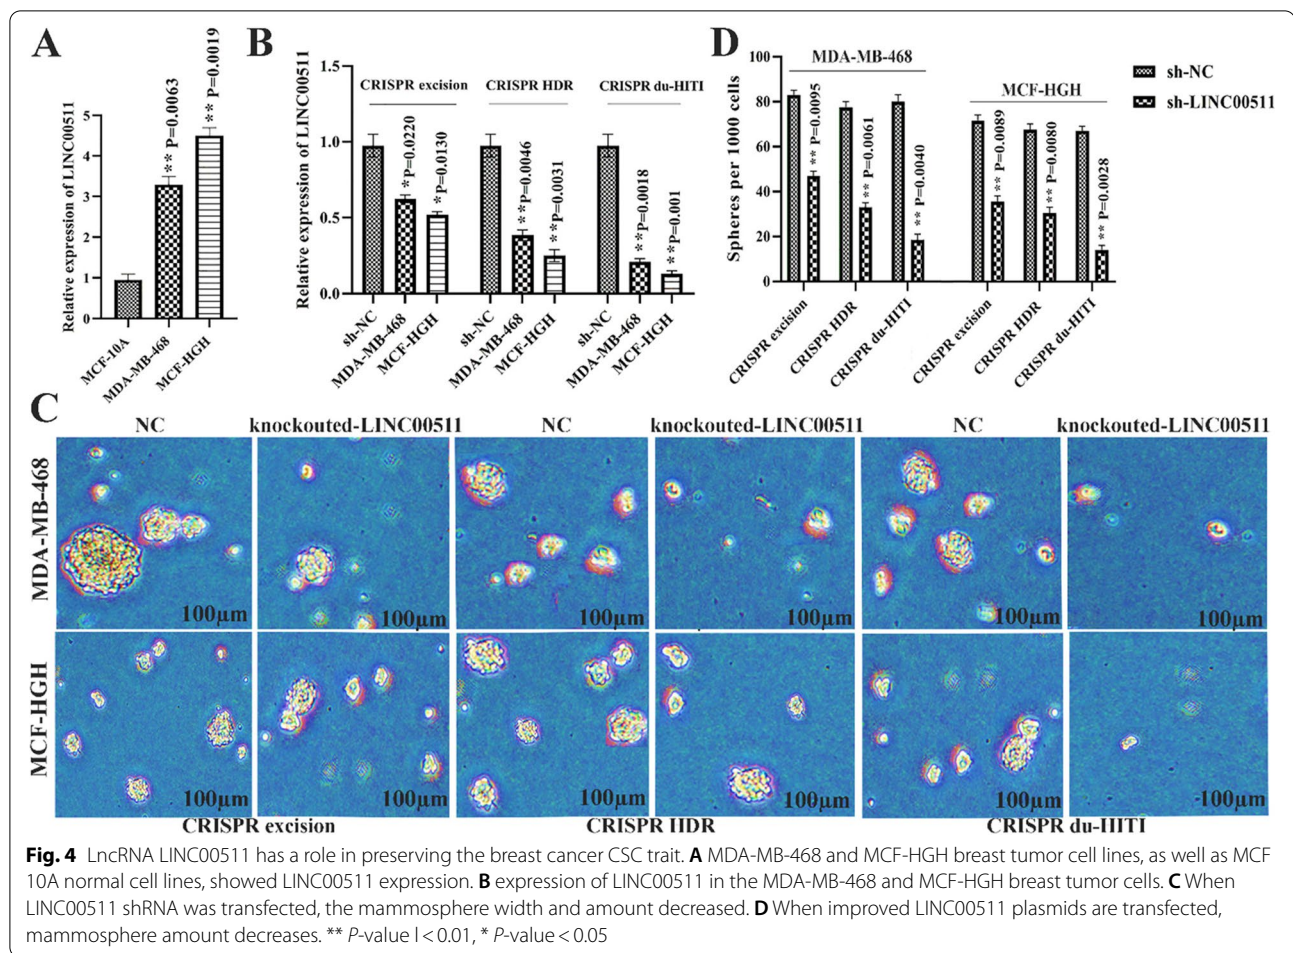 A
Relative expression of LINC00511
5
4
3
2
1
0
** P=0.0063
** P=0.0019
MCF-10A
MDA-MB-468
MCF-HGH
B
Relative expression of LINC00511
1.5
1.0
0.5
0.0
CRISPR excision
CRISPR HDR
CRISPR du-HITI
*P=0.0220
*P=0.0130
**P=0.0046
**P=0.0031
**P=0.0018
**P=0.001
sh-NC
MDA-MB-468
MCF-HGH
sh-NC
MDA-MB-468
MCF-HGH
sh-NC
MDA-MB-468
MCF-HGH
D
Spheres per 1000 cells
100
80
60
40
20
0
MDA-MB-468
MCF-HGH
** P=0.0095
** P=0.0061
** P=0.0040
** P=0.0089
** P=0.0080
** P=0.0028
CRISPR excision
CRISPR HDR
CRISPR du-HITI
CRISPR excision
CRISPR HDR
CRISPR du-HITI
sh-NC
sh-LINC00511
C
NC
knockouted-LINC00511
NC
knockouted-LINC00511
NC
knockouted-LINC00511
MDA-MB-468
100µm
100µm
100µm
100µm
100µm
100µm
MCF-HGH
100µm
100µm
100µm
100µm
100µm
100µm
CRISPR excision
CRISPR HDR
CRISPR du-HITI
Fig. 4 LncRNA LINC00511 has a role in preserving the breast cancer CSC trait. A MDA-MB-468 and MCF-HGH breast tumor cell lines, as well as MCF
10A normal cell lines, showed LINC00511 expression. B expression of LINC00511 in the MDA-MB-468 and MCF-HGH breast tumor cells. C When
LINC00511 shRNA was transfected, the mammosphere width and amount decreased. D When improved LINC00511 plasmids are transfected,
mammosphere amount decreases. ** P-value l < 0.01, * P-value < 0.05